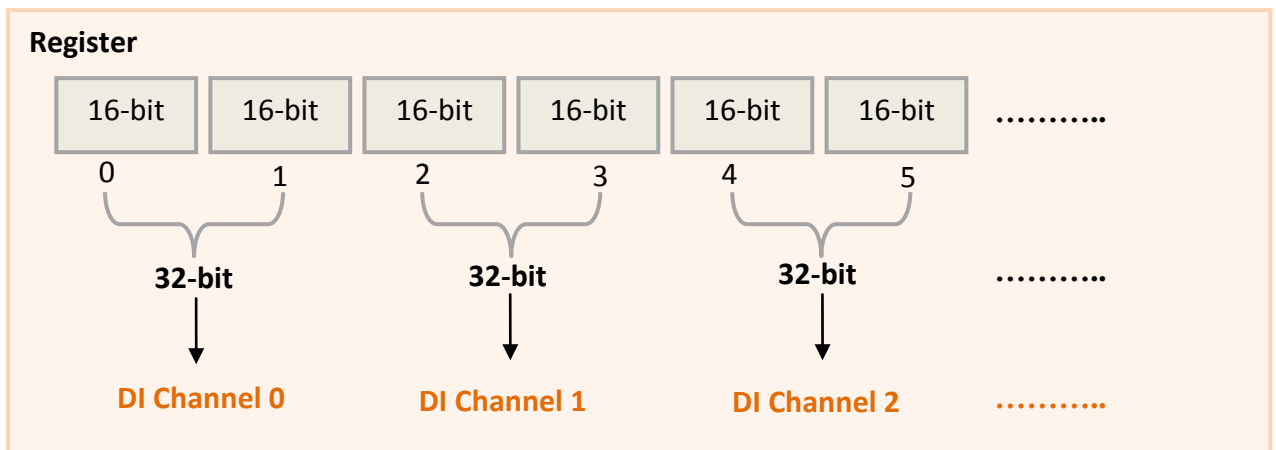 Register
16-bit 16-bit 16-bit 16-bit 16-bit 16-bit ………..
0 1 2 3 4 5
32-bit 32-bit 32-bit ………..
DI Channel 0 DI Channel 1 DI Channel 2 ………..